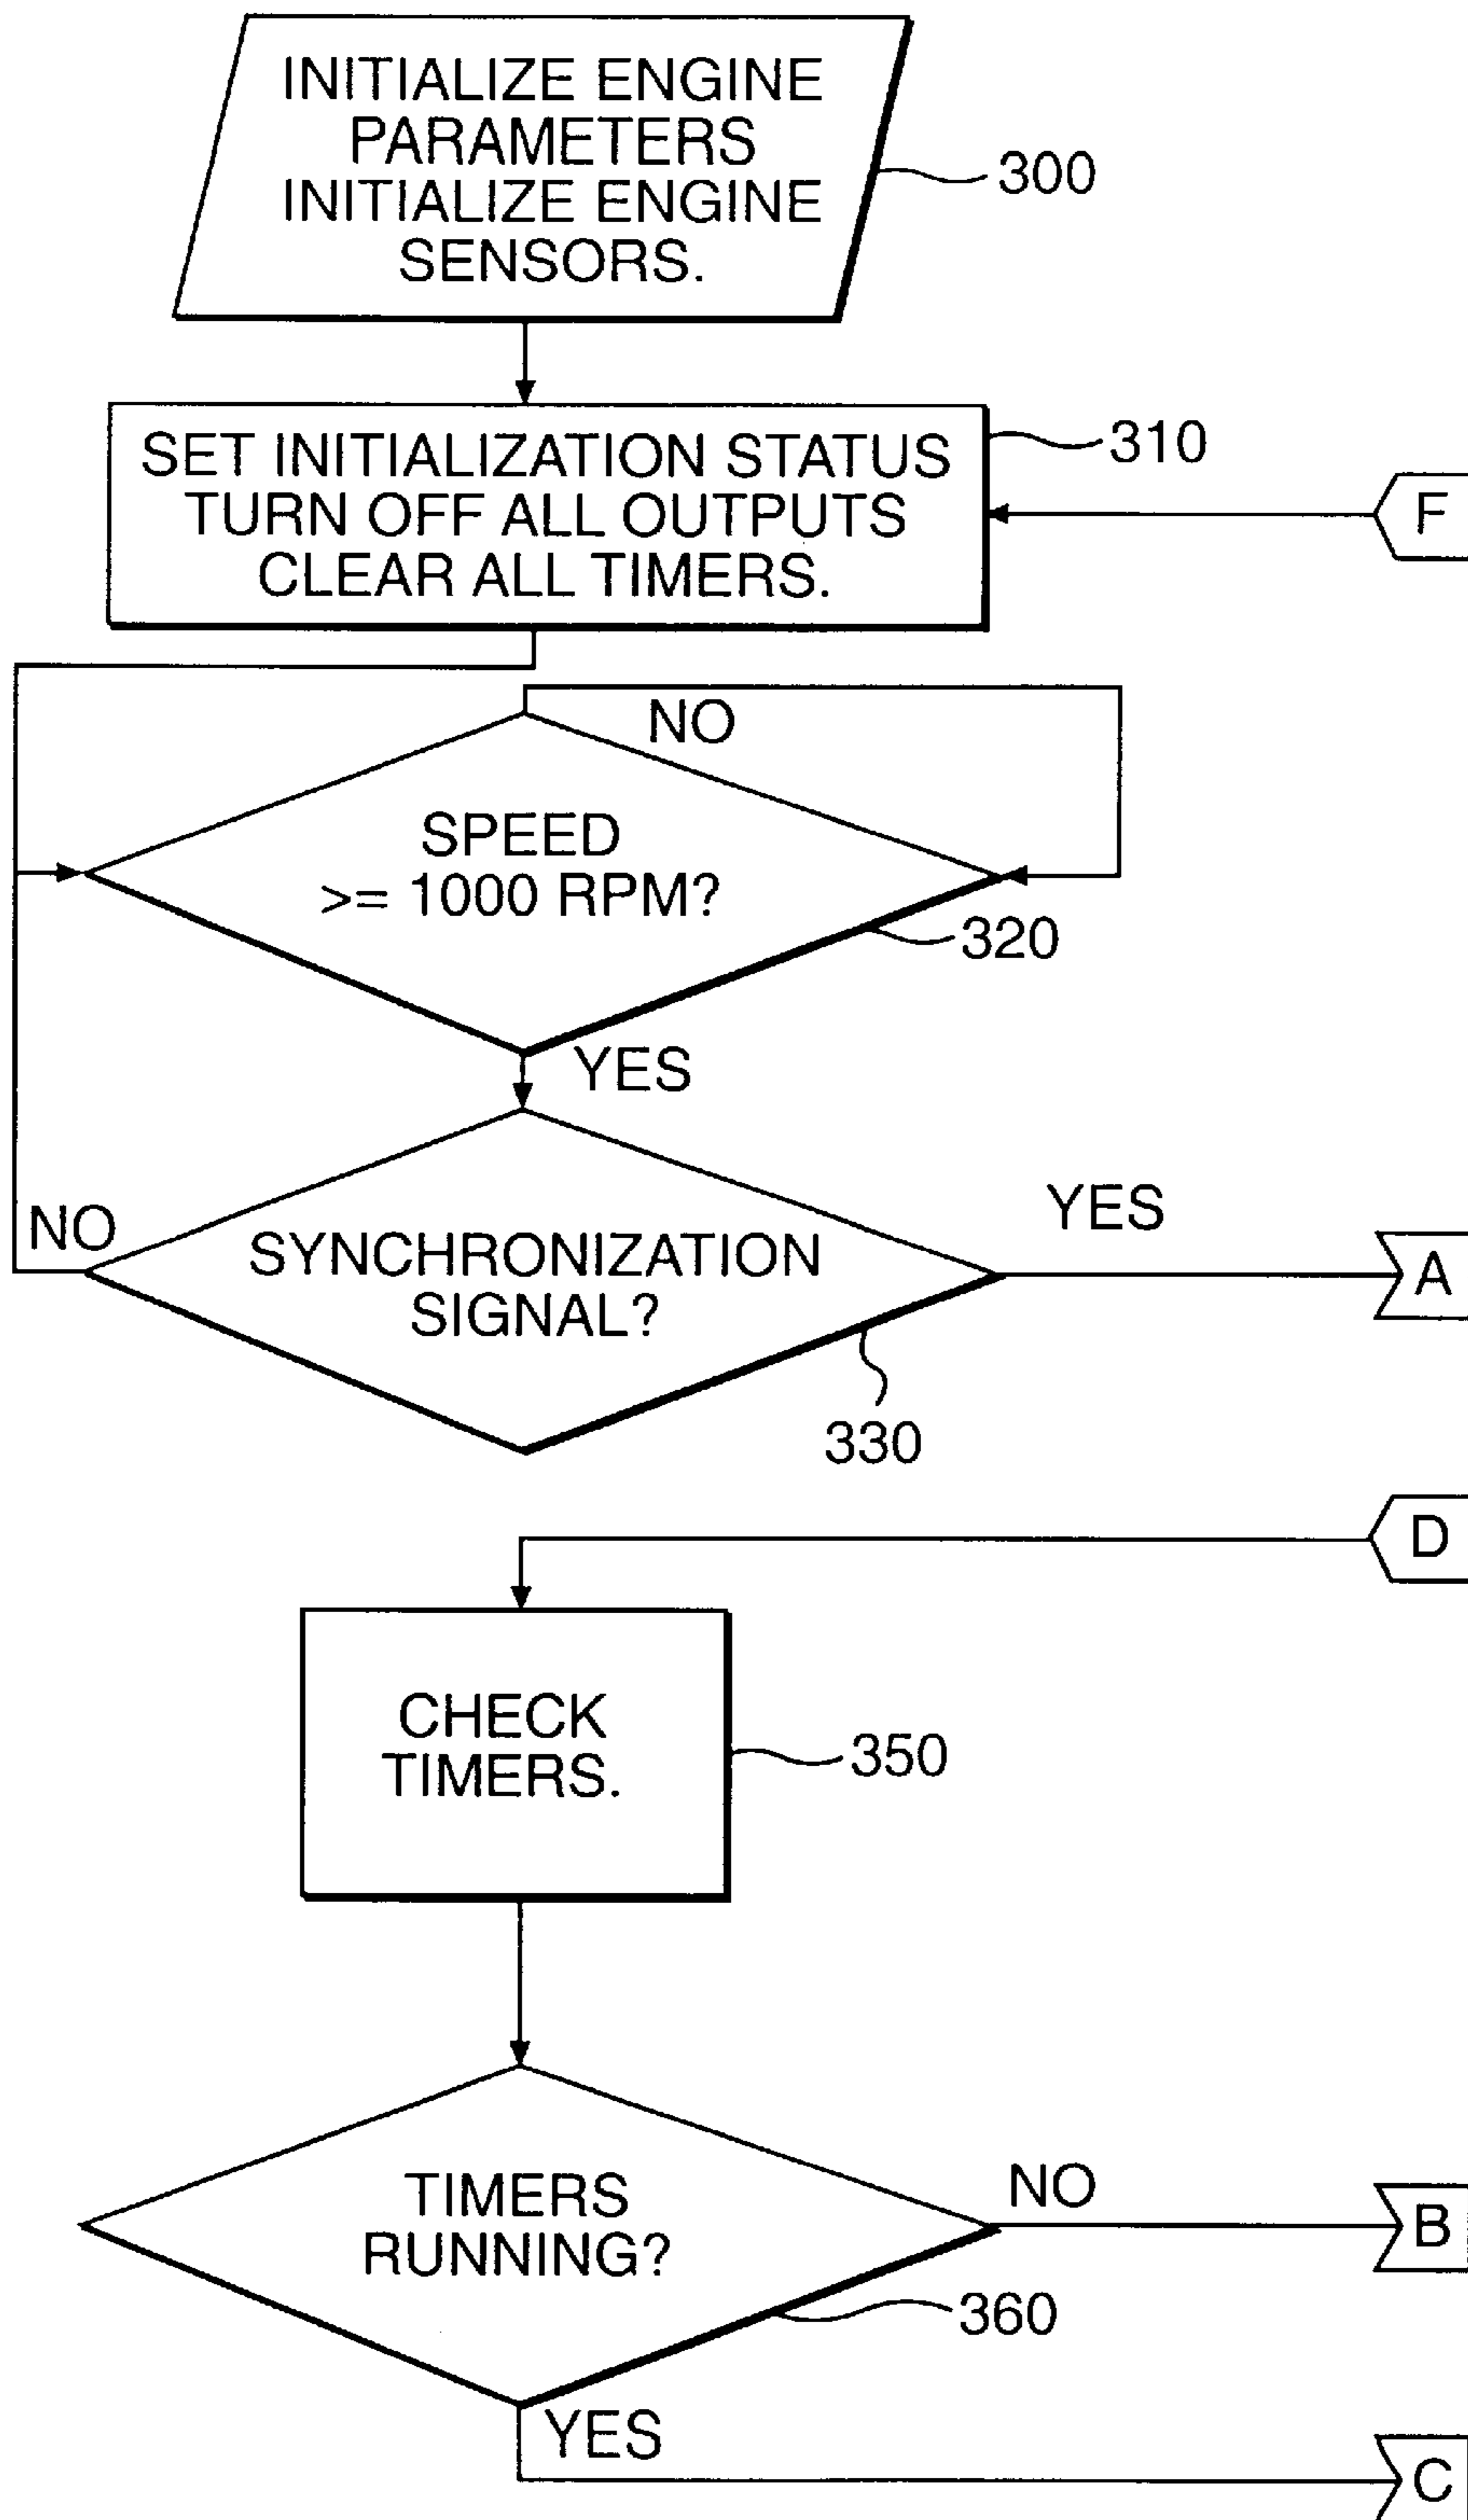 INITIALIZE ENGINE
PARAMETERS
INITIALIZE ENGINE
SENSORS.
300
SET INITIALIZATION STATUS
TURN OFF ALL OUTPUTS
CLEAR ALL TIMERS.
310
F
NO
SPEED
>= 1000 RPM?
320
YES
NO
SYNCHRONIZATION
SIGNAL?
YES
A
330
D
CHECK
TIMERS.
350
TIMERS
RUNNING?
NO
B
360
YES
C